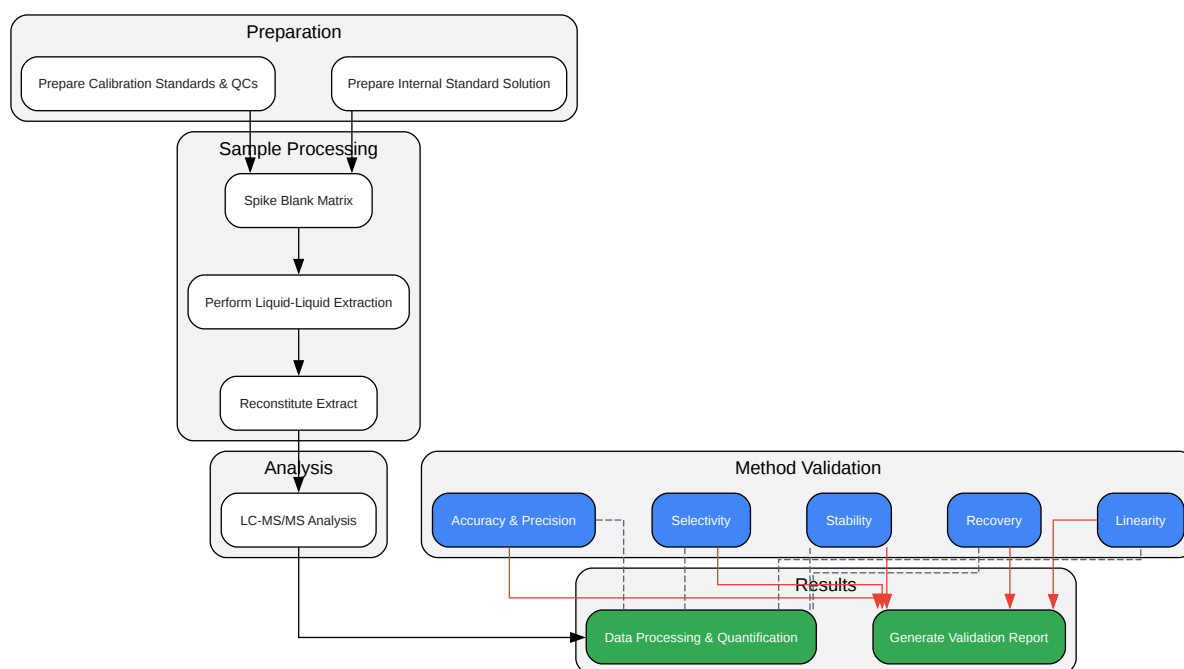 Preparation
Prepare Calibration Standards & QCs
Prepare Internal Standard Solution
Sample Processing
Spike Blank Matrix
Perform Liquid-Liquid Extraction
Reconstitute Extract
Analysis
LC-MS/MS Analysis
Method Validation
Accuracy & Precision
Selectivity
Stability
Recovery
Linearity
Results
Data Processing & Quantification
Generate Validation Report